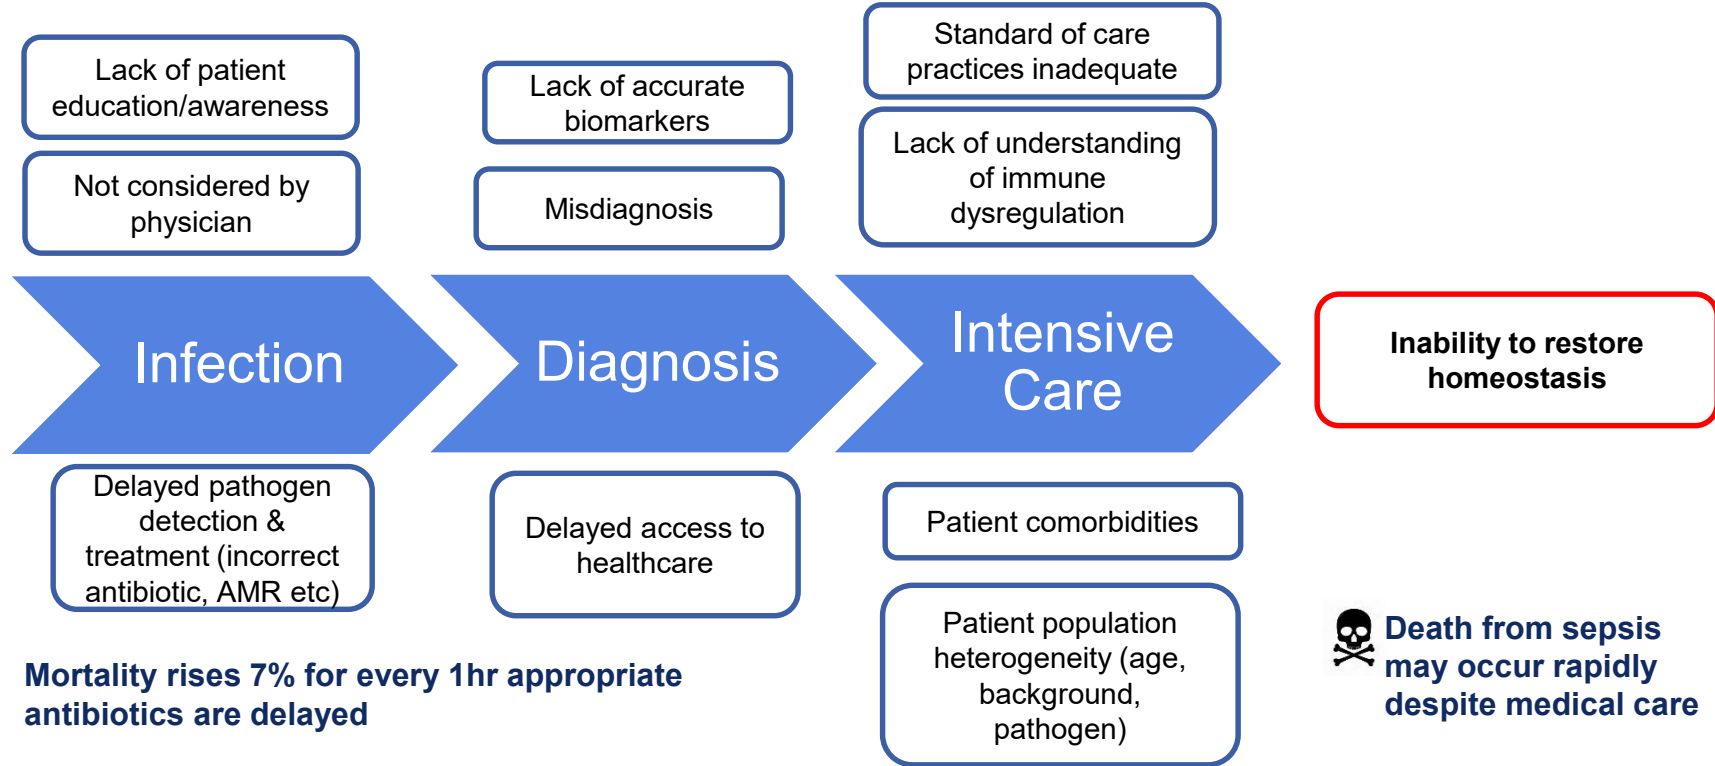 Lack of patient
education/awareness
Not considered by
physician
Lack of accurate
biomarkers
Misdiagnosis
Standard of care
practices inadequate
Lack of understanding
of immune
dysregulation
Infection
Diagnosis
Intensive
Care
Inability to restore
homeostasis
Delayed pathogen
detection &
treatment (incorrect
antibiotic, AMR etc)
Delayed access to
healthcare
Patient comorbidities
Patient population
heterogeneity (age,
background,
pathogen)
Mortality rises 7% for every 1hr appropriate
antibiotics are delayed
Death from sepsis
may occur rapidly
despite medical care